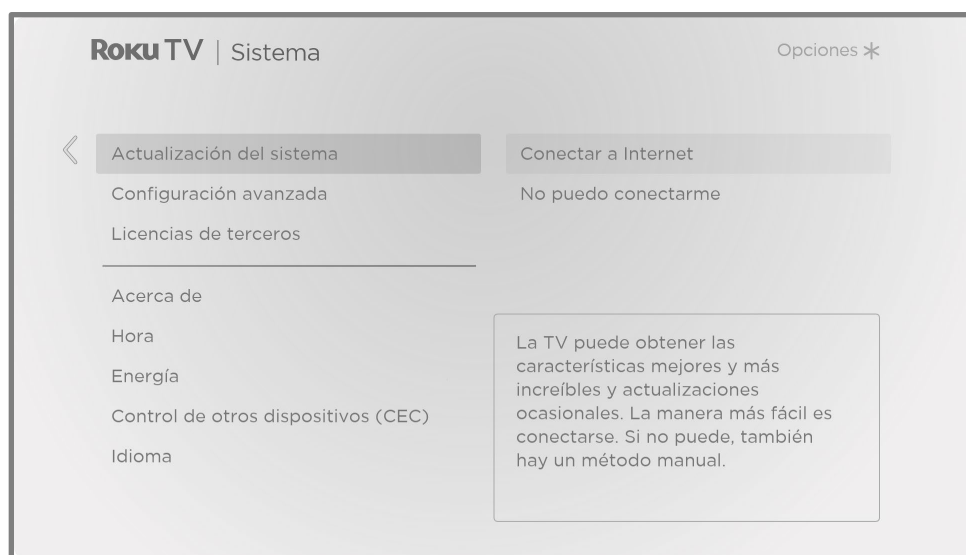 Roku TV | Sistema
Opciones
Actualización del sistema
Configuración avanzada
Licencias de terceros
Acerca de
Hora
Energía
Control de otros dispositivos (CEC)
Idioma
Conectar a Internet
No puedo conectarme
La TV puede obtener las
características mejores y más
increíbles y actualizaciones
ocasionales. La manera más fácil es
conectarse. Si no puede, también
hay un método manual.